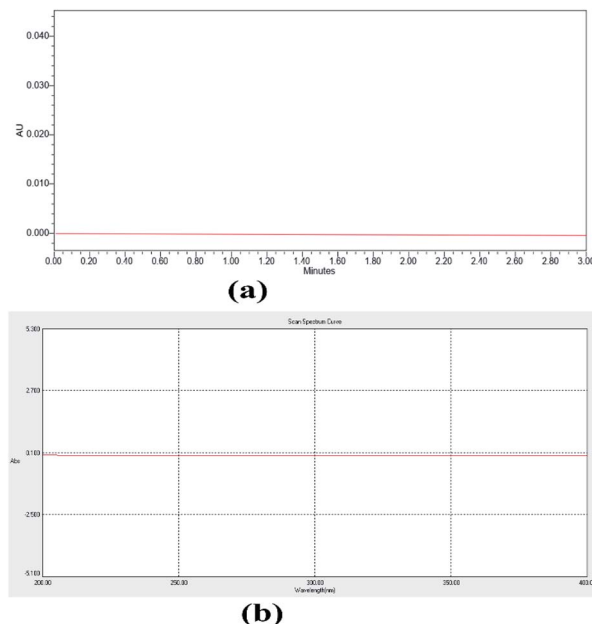 0.040
0.030
0.020
0.010
0.000
AU
0.00 0.20 0.40 0.60 0.80 1.00 1.20 1.40 1.60 1.80 2.00 2.20 2.40 2.60 2.80 3.00
Minutes
(a)
Scan Spectrum Curve
5.300
2.700
0.100
Abs
-2.500
-5.100
200.00 250.00 300.00 350.00 400.00
Wavelength(nm)
(b)